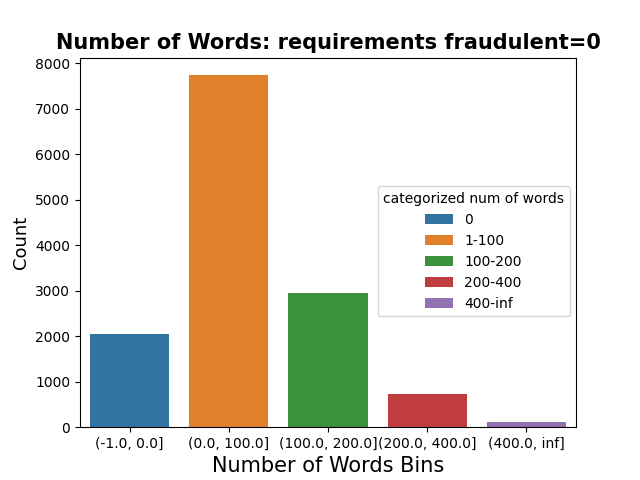 Number of Words: requirements fraudulent=0
8000
7000
6000
5000
4000
3000
2000
1000
0
Count
categorized num of words
0
1-100
100-200
200-400
400-inf
(-1.0, 0.0] (0.0, 100.0] (100.0, 200.0] (200.0, 400.0] (400.0, inf]
Number of Words Bins